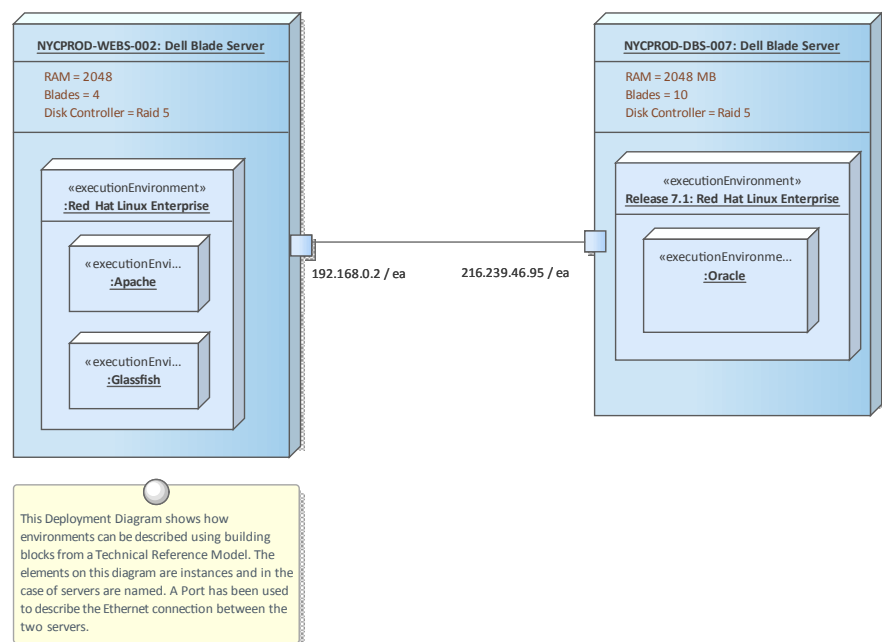 NYCPROD-WEBS-002: Dell Blade Server
RAM = 2048
Blades = 4
Disk Controller = Raid 5
«executionEnvironment»
:Red Hat Linux Enterprise
«executionEnvi...
:Apache
«executionEnvi...
:Glassfish
192.168.0.2 / ea
216.239.46.95 / ea
NYCPROD-DBS-007: Dell Blade Server
RAM = 2048 MB
Blades = 10
Disk Controller = Raid 5
«executionEnvironment»
Release 7.1: Red Hat Linux Enterprise
«executionEnvironme...
:Oracle
This Deployment Diagram shows how
environments can be described using building
blocks from a Technical Reference Model. The
elements on this diagram are instances and in the
case of servers are named. A Port has been used
to describe the Ethernet connection between the
two servers.